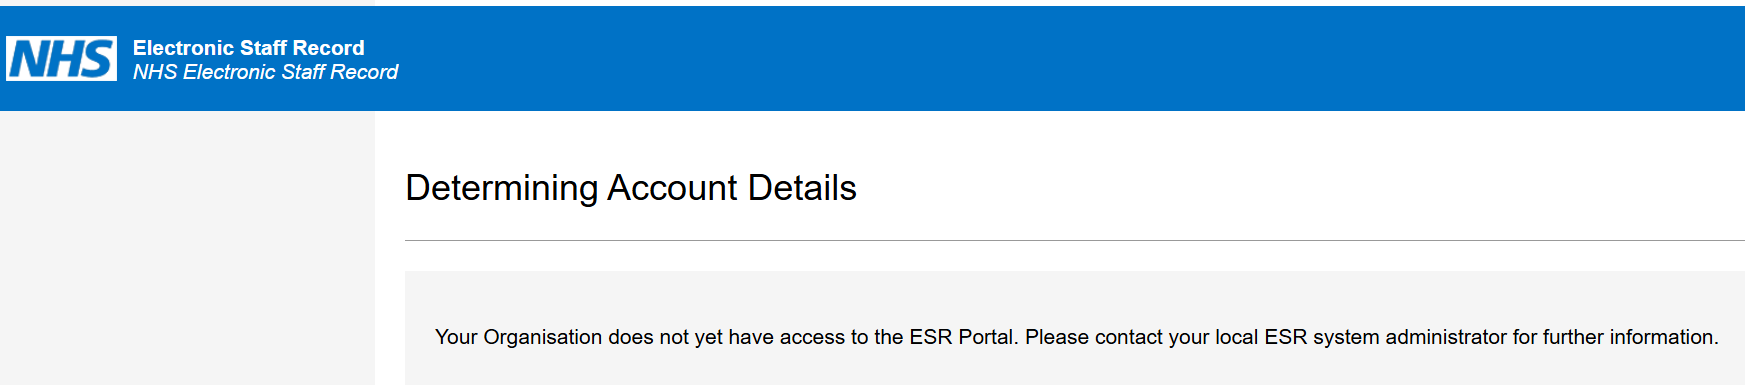 NHS
Electronic Staff Record
NHS Electronic Staff Record
Determining Account Details
Your Organisation does not yet have access to the ESR Portal. Please contact your local ESR system administrator for further information.